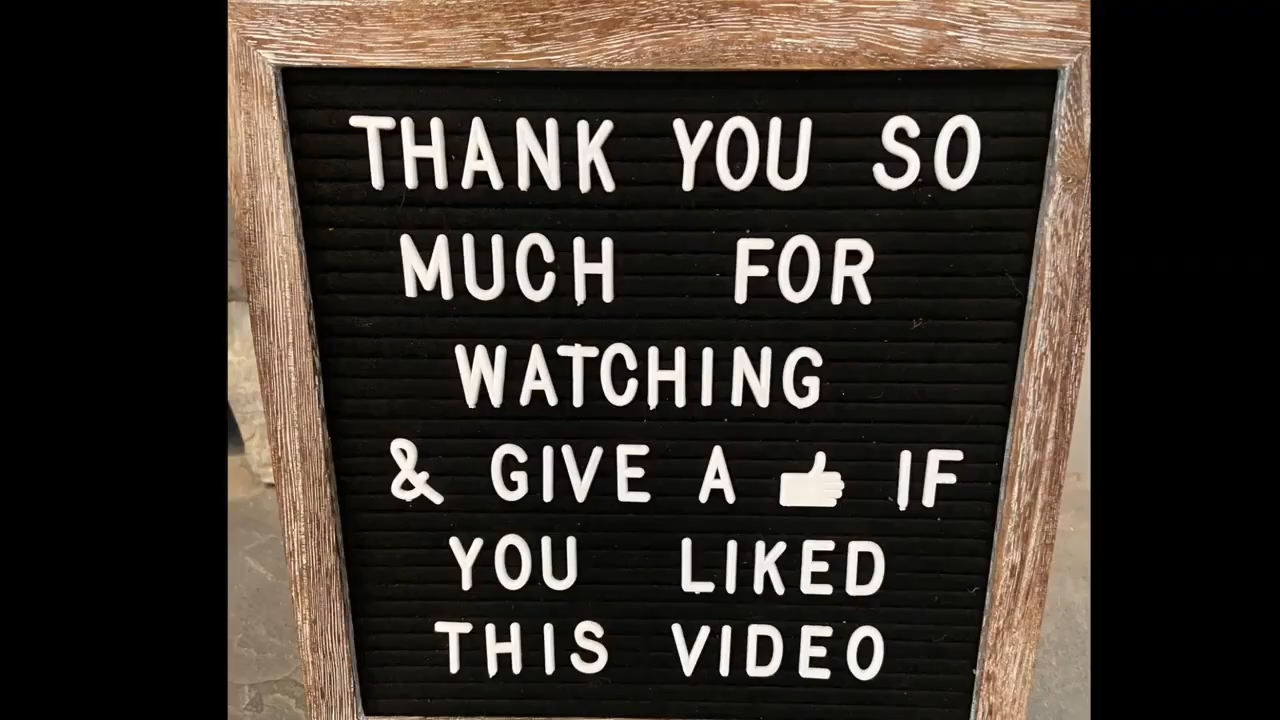 THANK YOU SO
MUCH FOR
WATCHING
& GIVE A 👍 IF
YOU LIKED
THIS VIDEO